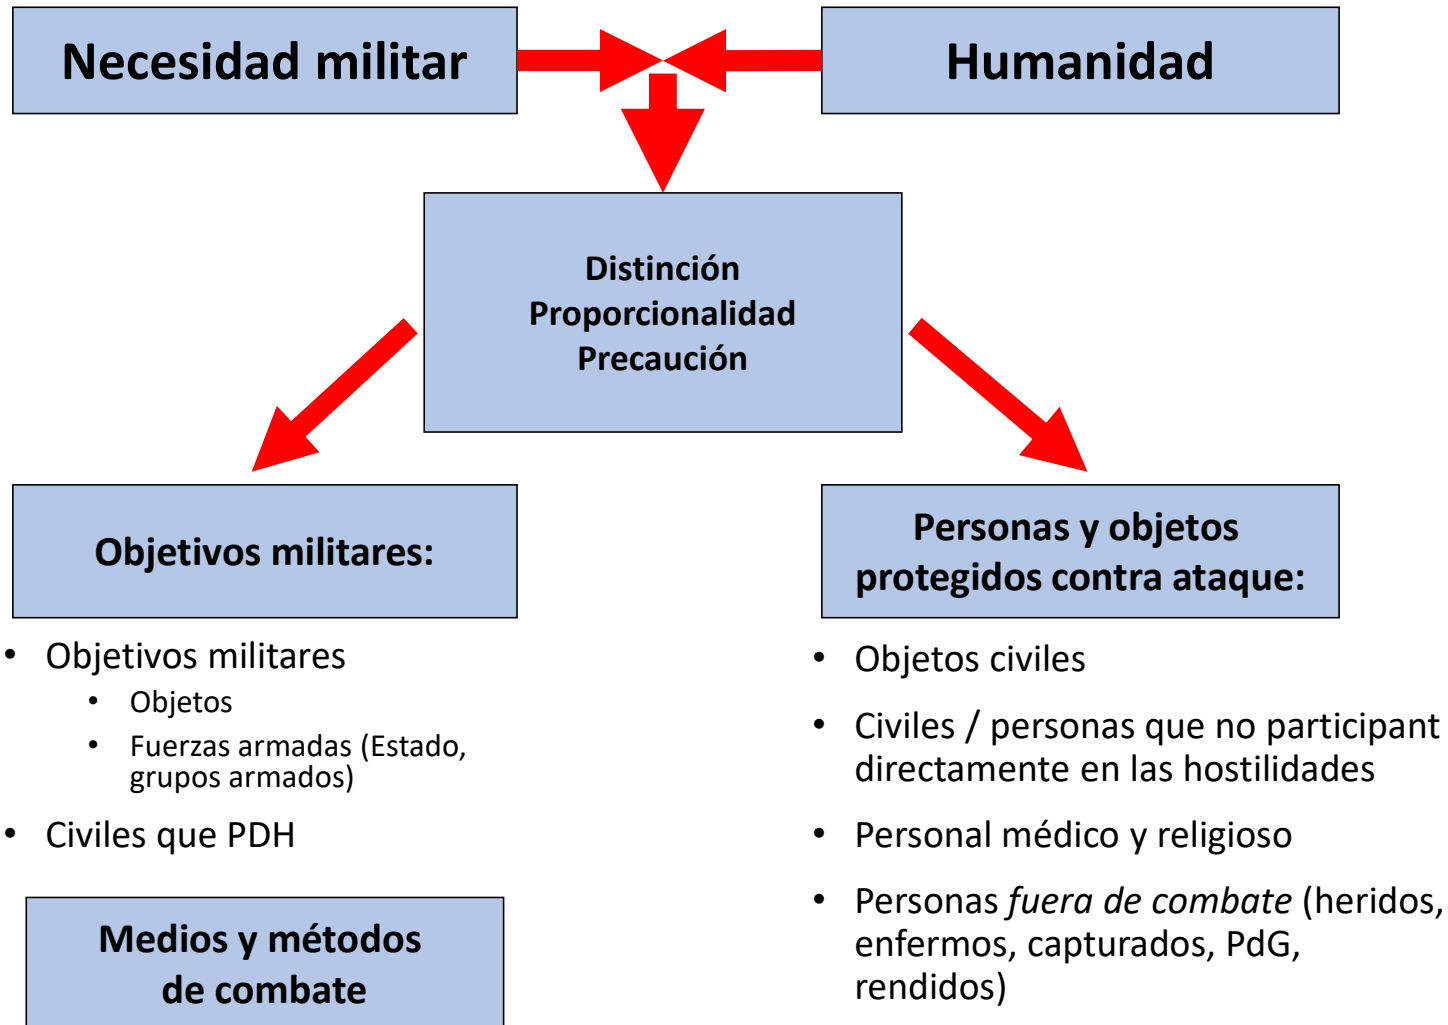 Necesidad militar
Humanidad
Distinción
Proporcionalidad
Precaución
Objetivos militares:
• Objetivos militares
• Objetos
• Fuerzas armadas (Estado,
grupos armados)
• Civiles que PDH
Medios y métodos
de combate
Personas y objetos
protegidos contra ataque:
• Objetos civiles
• Civiles / personas que no participant
directamente en las hostilidades
• Personal médico y religioso
• Personas fuera de combate (heridos,
enfermos, capturados, PdG,
rendidos)